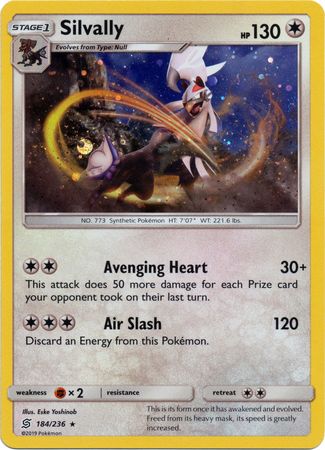 STAGE1
Silvally
HP 130
Evolves from Type: Null
NO. 773 Synthetic Pokémon HT: 7'07" WT: 221.6 lbs.
Avenging Heart 30+
This attack does 50 more damage for each Prize card
your opponent took on their last turn.
Air Slash 120
Discard an Energy from this Pokémon.
weakness × 2 resistance retreat
Illus. Eske Yoshinob
184/236 ★
©2019 Pokémon
This is its form once it has awakened and evolved.
Freed from its heavy mask, its speed is greatly
increased.